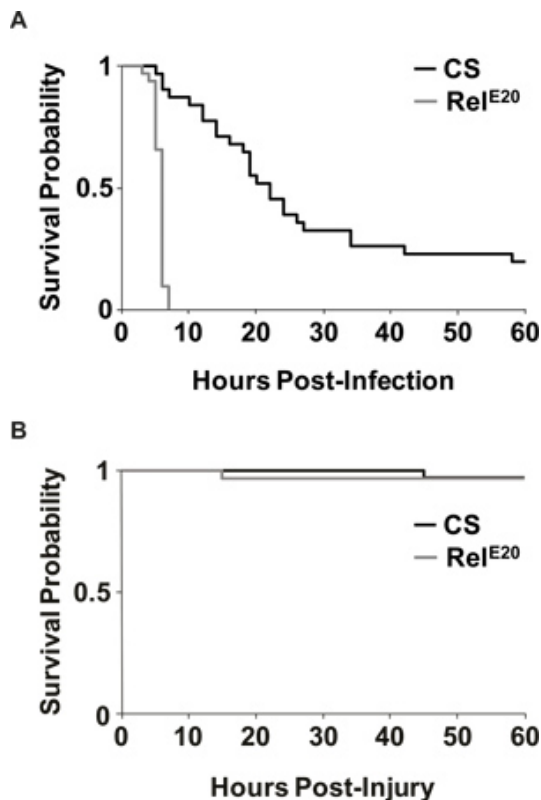 A
1
0.5
0
Survival Probability
CS
Rel^E20
0 10 20 30 40 50 60
Hours Post-Infection
B
1
0.5
0
Survival Probability
CS
Rel^E20
0 10 20 30 40 50 60
Hours Post-Injury